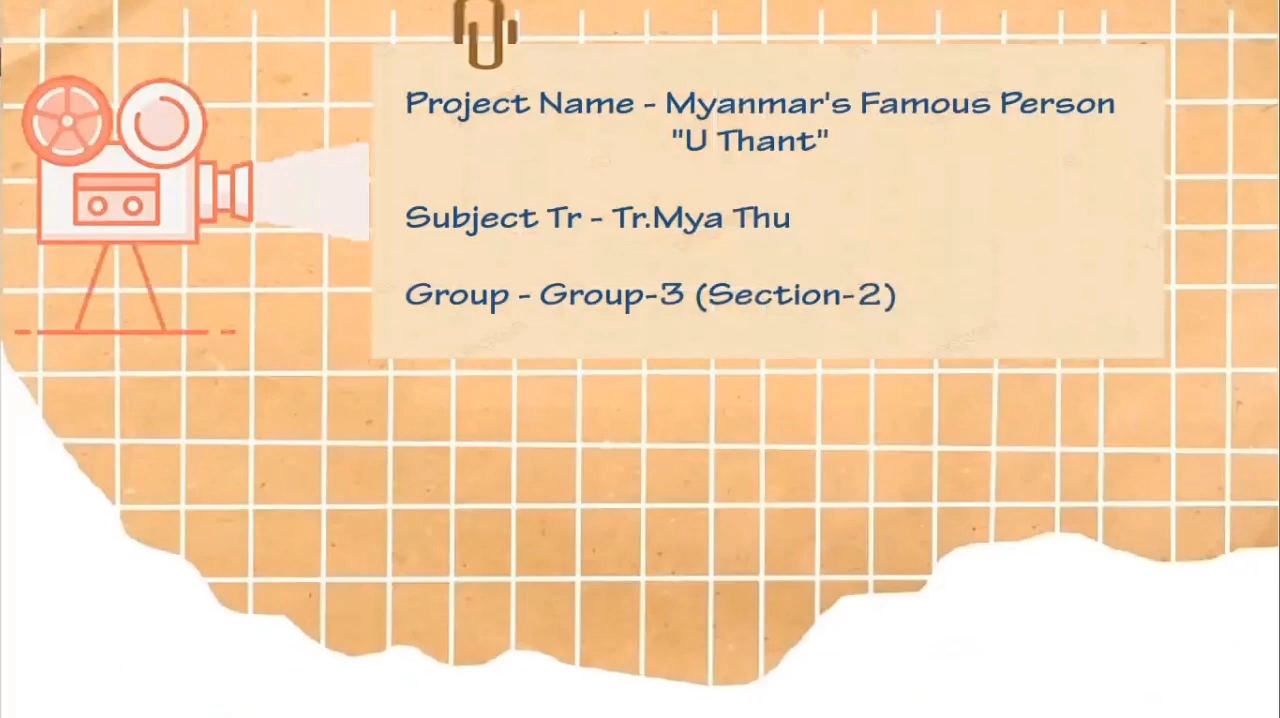 Project Name - Myanmar's Famous Person
"U Thant"
Subject Tr - Tr.Mya Thu
Group - Group-3 (Section-2)